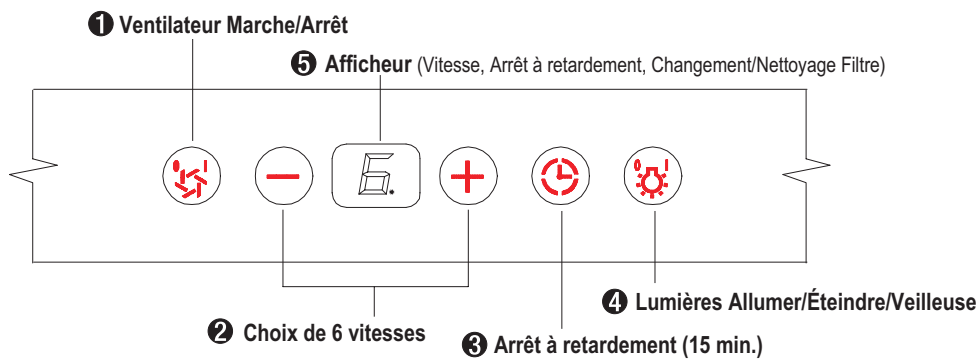 ❶ Ventilateur Marche/Arrêt
❺ Afficheur (Vitesse, Arrêt à retardement, Changement/Nettoyage Filtre)
6.
❷ Choix de 6 vitesses
❹ Lumières Allumer/Éteindre/Veilleuse
❸ Arrêt à retardement (15 min.)